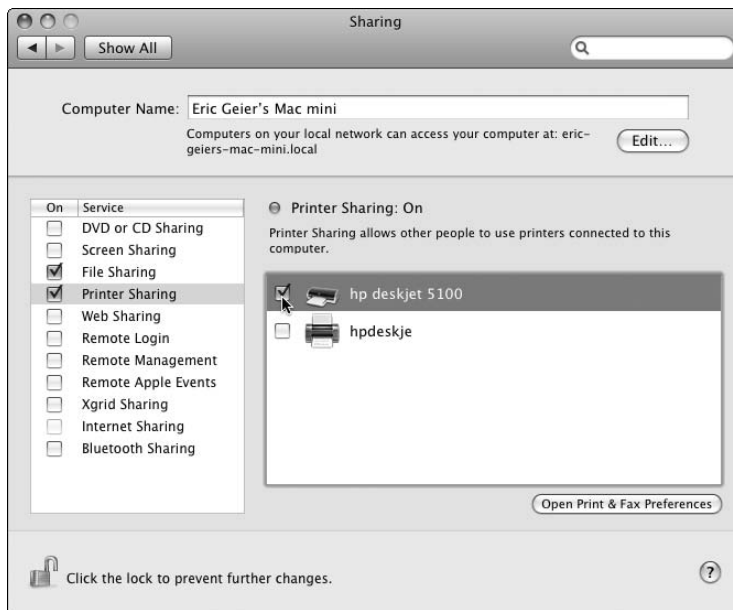 Sharing
Show All
Computer Name: Eric Geier's Mac mini
Computers on your local network can access your computer at: eric-
geiers-mac-mini.local
Edit...
On Service
DVD or CD Sharing
Screen Sharing
File Sharing
Printer Sharing
Web Sharing
Remote Login
Remote Management
Remote Apple Events
Xgrid Sharing
Internet Sharing
Bluetooth Sharing
Printer Sharing: On
Printer Sharing allows other people to use printers connected to this
computer.
hp deskjet 5100
hpdeskje
Open Print & Fax Preferences
Click the lock to prevent further changes.
?